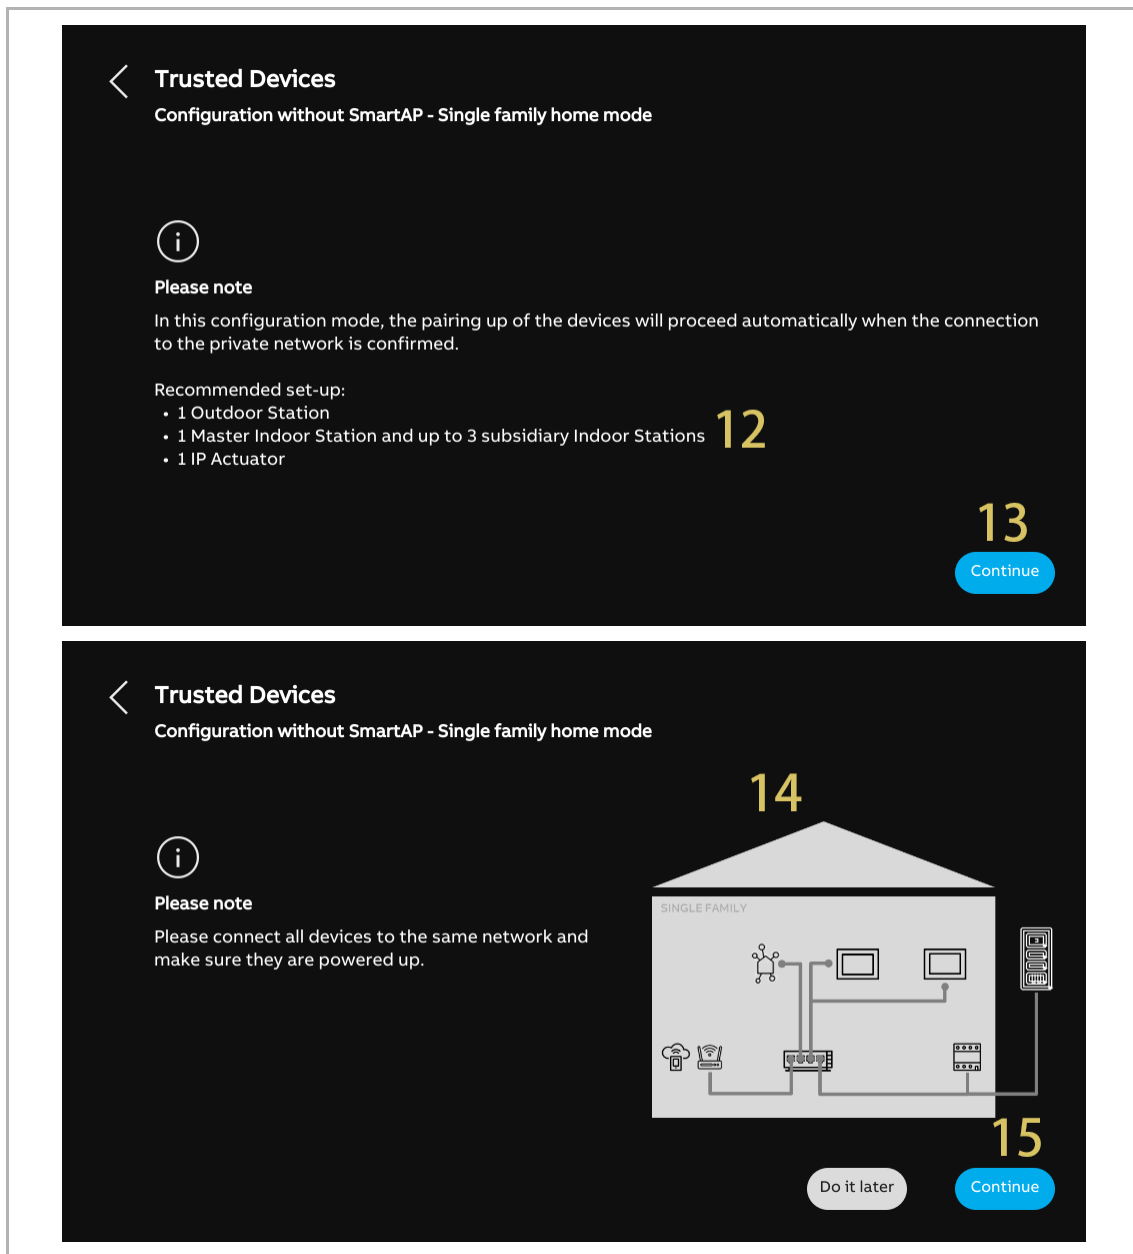 Trusted Devices
Configuration without SmartAP - Single family home mode
Please note
In this configuration mode, the pairing up of the devices will proceed automatically when the connection
to the private network is confirmed.
Recommended set-up:
• 1 Outdoor Station
• 1 Master Indoor Station and up to 3 subsidiary Indoor Stations
12
• 1 IP Actuator
13
Continue
Trusted Devices
Configuration without SmartAP - Single family home mode
14
Please note
Please connect all devices to the same network and
make sure they are powered up.
SINGLE FAMILY
15
Do it later
Continue